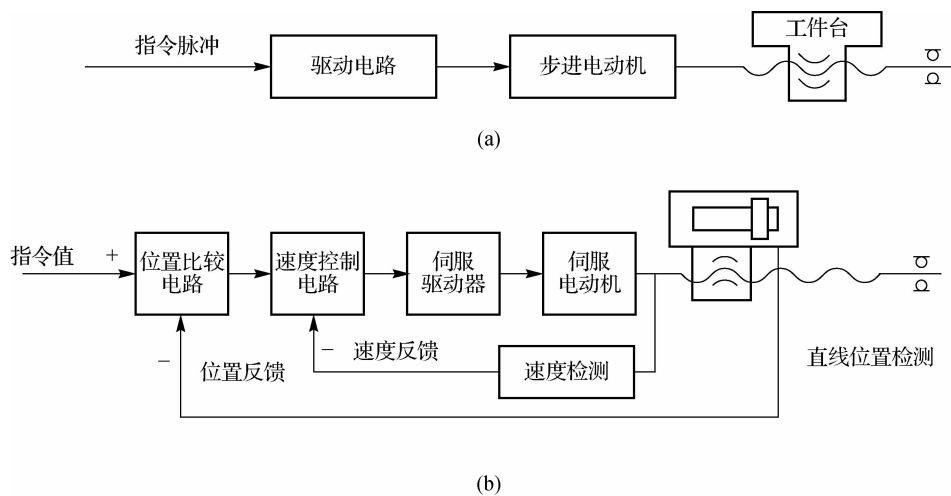 指令脉冲
驱动电路
步进电动机
工件台
(a)
指令值
+
位置比较
电路
速度控制
电路
伺服
驱动器
伺服
电动机
−
速度反馈
速度检测
−
位置反馈
直线位置检测
(b)